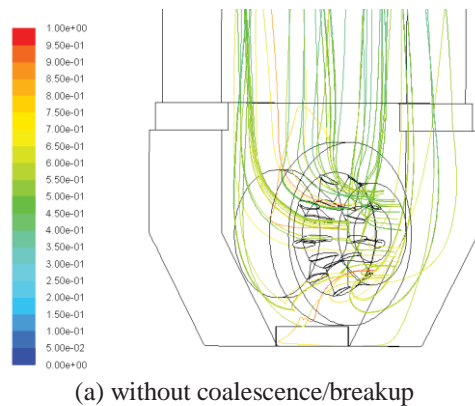 1.00e+00
9.50e-01
9.00e-01
8.50e-01
8.00e-01
7.50e-01
7.00e-01
6.50e-01
6.00e-01
5.50e-01
5.00e-01
4.50e-01
4.00e-01
3.50e-01
3.00e-01
2.50e-01
2.00e-01
1.50e-01
1.00e-01
5.00e-02
0.00e+00
(a) without coalescence/breakup